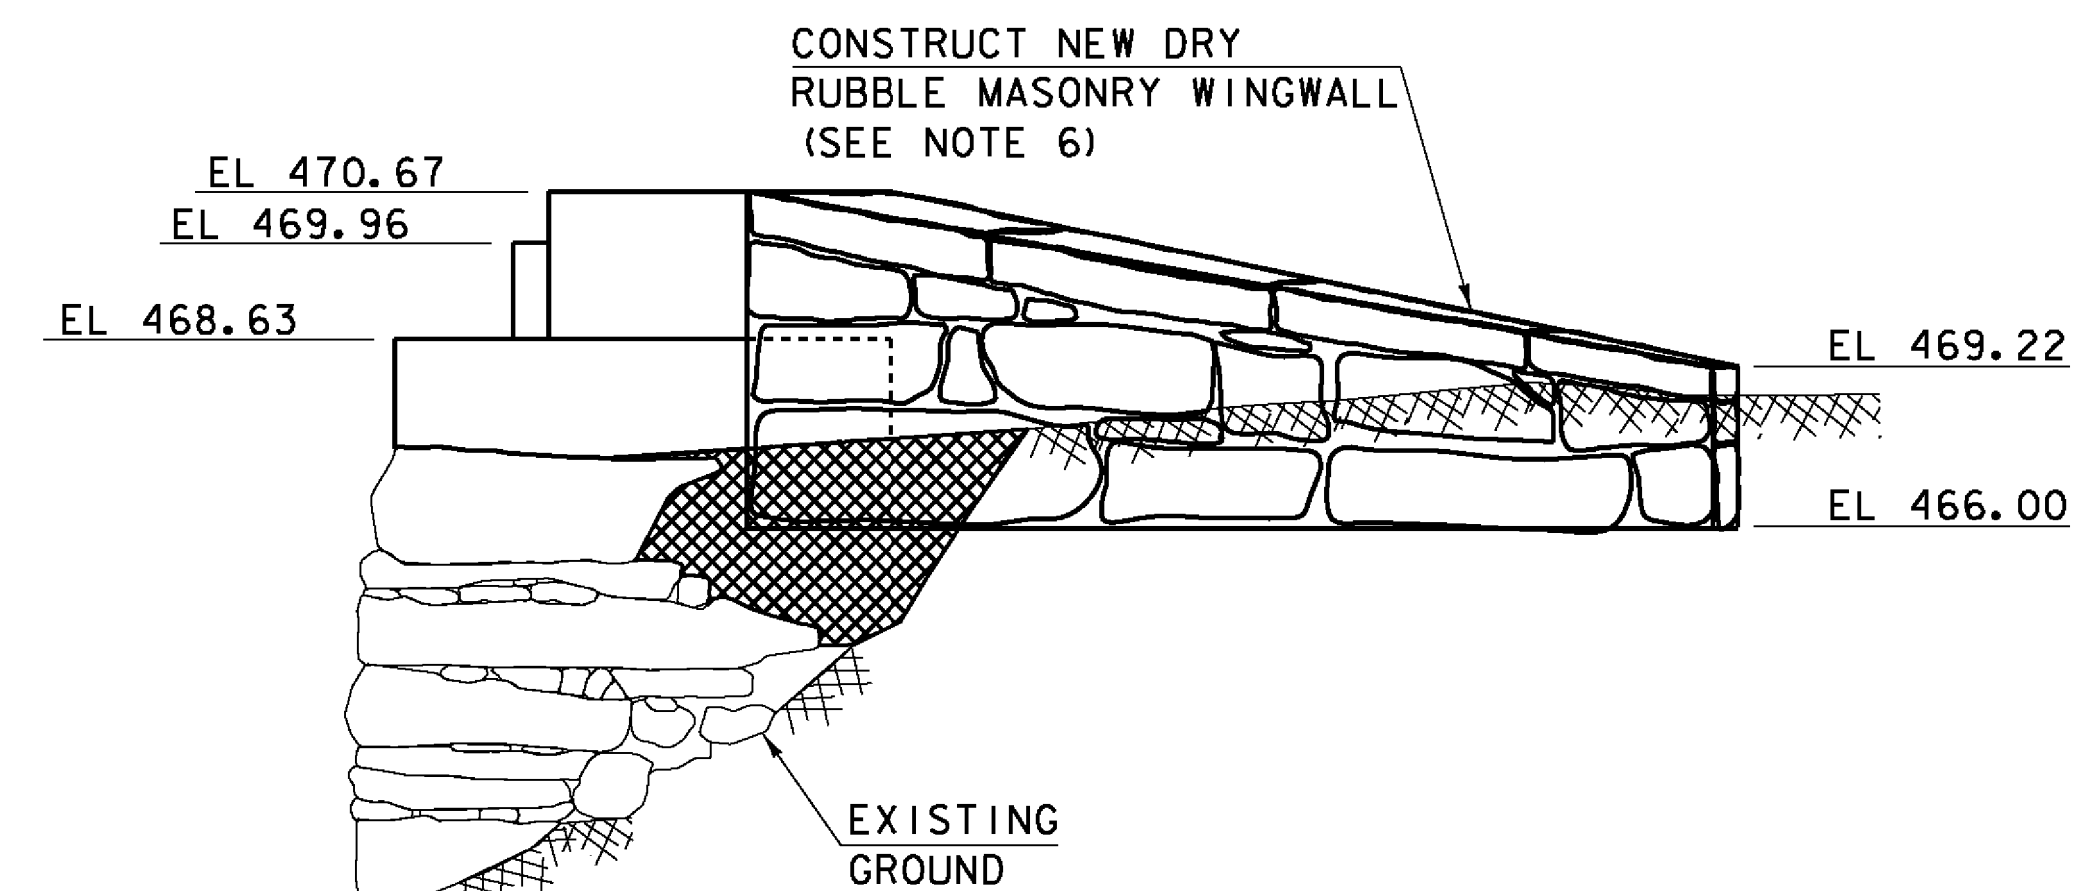 CONSTRUCT NEW DRY
RUBBLE MASONRY WINGWALL
(SEE NOTE 6)
EL 470.67
EL 469.96
EL 468.63
EL 469.22
EL 466.00
EXISTING
GROUND